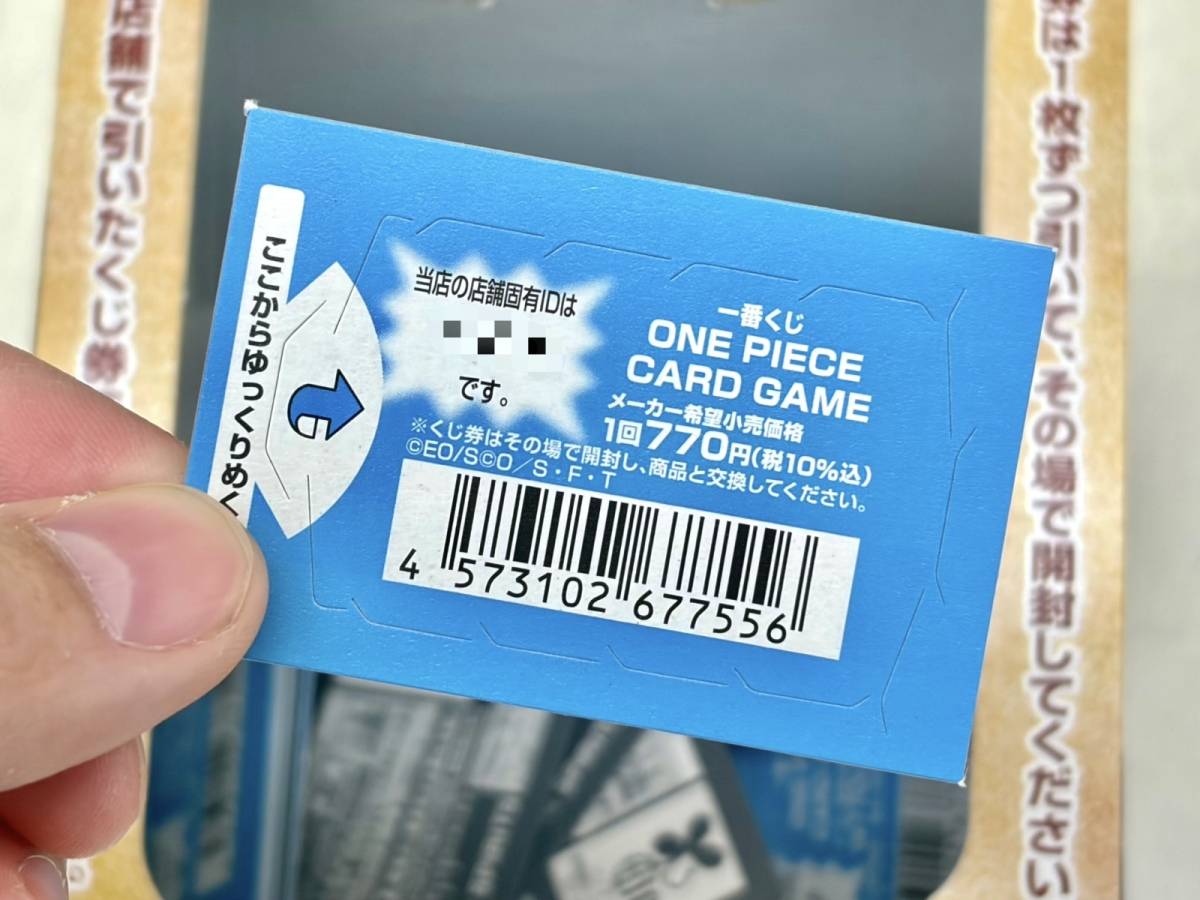 店舗で引いたくじ券
は1枚ずつ引いて、その場で開封してください
ここからゆっくりめく
当店の店舗固有IDは
です。
一番くじ
ONE PIECE
CARD GAME
メーカー希望小売価格
1回770円(税10%込)
※くじ券はその場で開封し、商品と交換してください。
©EO/S©O/S・F・T
4 573102 677556